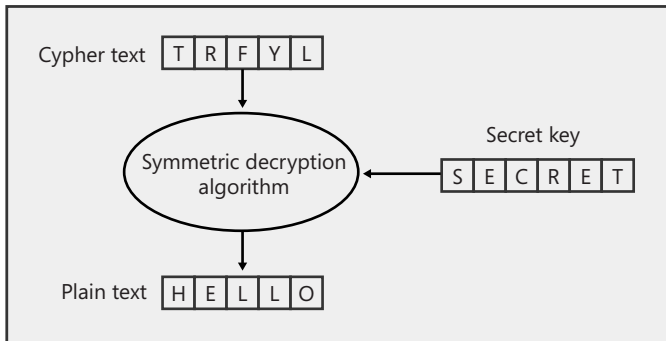 Cypher text T R F Y L
Secret key
Symmetric decryption
algorithm
S E C R E T
Plain text H E L L O